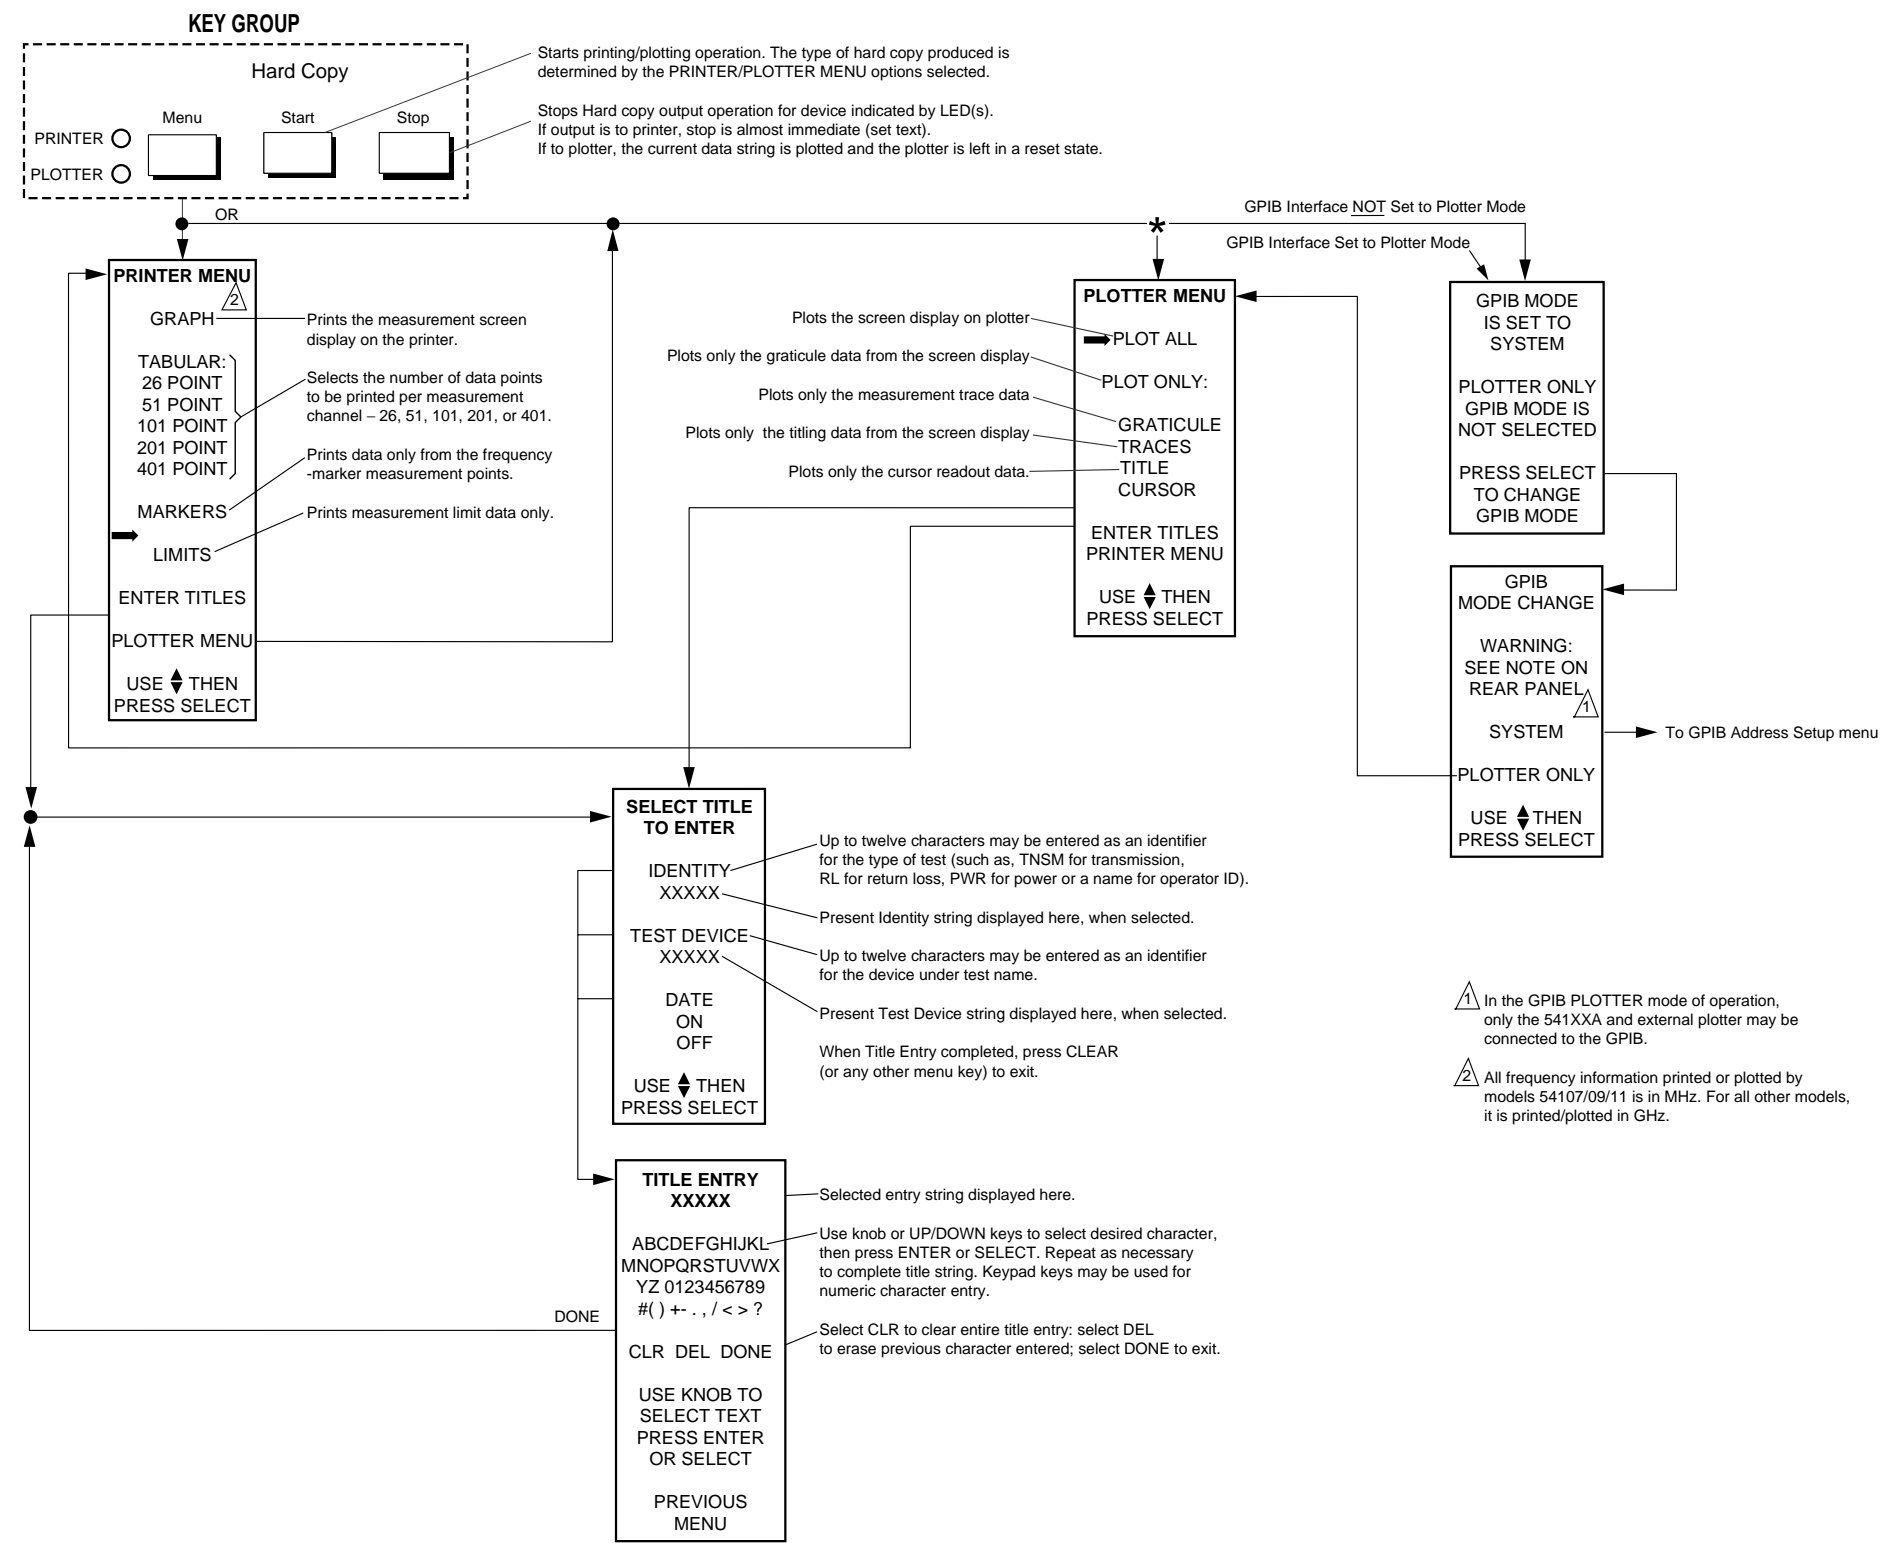 KEY GROUP
Hard Copy
Menu
Start
Stop
PRINTER
PLOTTER
Starts printing/plotting operation. The type of hard copy produced is
determined by the PRINTER/PLOTTER MENU options selected.
Stops Hard copy output operation for device indicated by LED(s).
If output is to printer, stop is almost immediate (set text).
If to plotter, the current data string is plotted and the plotter is left in a reset state.
OR
*
GPIB Interface NOT Set to Plotter Mode
GPIB Interface Set to Plotter Mode
PRINTER MENU
2
GRAPH
TABULAR:
26 POINT
51 POINT
101 POINT
201 POINT
401 POINT
MARKERS
LIMITS
ENTER TITLES
PLOTTER MENU
USE THEN
PRESS SELECT
Prints the measurement screen
display on the printer.
Selects the number of data points
to be printed per measurement
channel – 26, 51, 101, 201, or 401.
Prints data only from the frequency
-marker measurement points.
Prints measurement limit data only.
Plots the screen display on plotter
Plots only the graticule data from the screen display
Plots only the measurement trace data
Plots only the titling data from the screen display
Plots only the cursor readout data.
PLOTTER MENU
PLOT ALL
PLOT ONLY:
GRATICULE
TRACES
TITLE
CURSOR
ENTER TITLES
PRINTER MENU
USE THEN
PRESS SELECT
GPIB MODE
IS SET TO
SYSTEM
PLOTTER ONLY
GPIB MODE IS
NOT SELECTED
PRESS SELECT
TO CHANGE
GPIB MODE
GPIB
MODE CHANGE
WARNING:
SEE NOTE ON
REAR PANEL
1
SYSTEM
PLOTTER ONLY
USE THEN
PRESS SELECT
To GPIB Address Setup menu
SELECT TITLE
TO ENTER
IDENTITY
XXXXX
TEST DEVICE
XXXXX
DATE
ON
OFF
USE THEN
PRESS SELECT
Up to twelve characters may be entered as an identifier
for the type of test (such as, TNSM for transmission,
RL for return loss, PWR for power or a name for operator ID).
Present Identity string displayed here, when selected.
Up to twelve characters may be entered as an identifier
for the device under test name.
Present Test Device string displayed here, when selected.
When Title Entry completed, press CLEAR
(or any other menu key) to exit.
1 In the GPIB PLOTTER mode of operation,
only the 541XXA and external plotter may be
connected to the GPIB.
2 All frequency information printed or plotted by
models 54107/09/11 is in MHz. For all other models,
it is printed/plotted in GHz.
TITLE ENTRY
XXXXX
ABCDEFGHIJKL
MNOPQRSTUVWX
YZ 0123456789
#( ) +- . , / < > ?
CLR DEL DONE
USE KNOB TO
SELECT TEXT
PRESS ENTER
OR SELECT
PREVIOUS
MENU
DONE
Selected entry string displayed here.
Use knob or UP/DOWN keys to select desired character,
then press ENTER or SELECT. Repeat as necessary
to complete title string. Keypad keys may be used for
numeric character entry.
Select CLR to clear entire title entry: select DEL
to erase previous character entered; select DONE to exit.